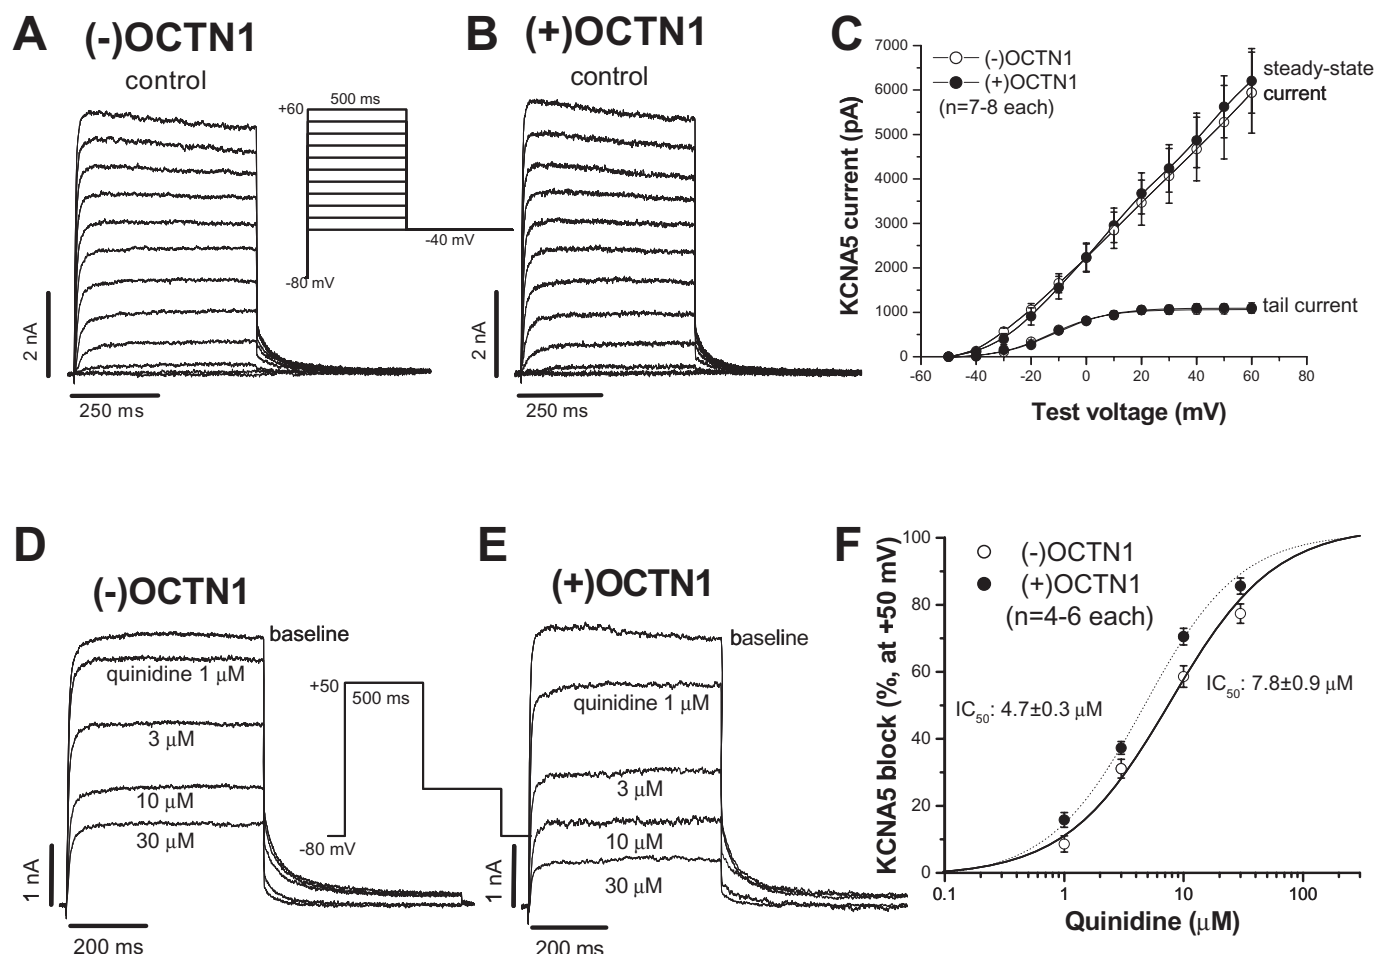 A (-)OCTN1
control
+60
500 ms
-40 mV
-80 mV
2 nA
250 ms
B (+)OCTN1
control
2 nA
250 ms
C
7000
6000
5000
4000
3000
2000
1000
0
KCNA5 current (pA)
(-)OCTN1
(+)OCTN1
(n=7-8 each)
steady-state
current
tail current
-60 -40 -20 0 20 40 60 80
Test voltage (mV)
D
(-)OCTN1
baseline
quinidine 1 μM
3 μM
10 μM
30 μM
1 nA
200 ms
+50
500 ms
-80 mV
E
(+)OCTN1
baseline
quinidine 1 μM
3 μM
10 μM
30 μM
1 nA
200 ms
F
100
80
60
40
20
0
KCNA5 block (%, at +50 mV)
(-)OCTN1
(+)OCTN1
(n=4-6 each)
IC50: 4.7±0.3 μM
IC50: 7.8±0.9 μM
0.1 1 10 100
Quinidine (μM)